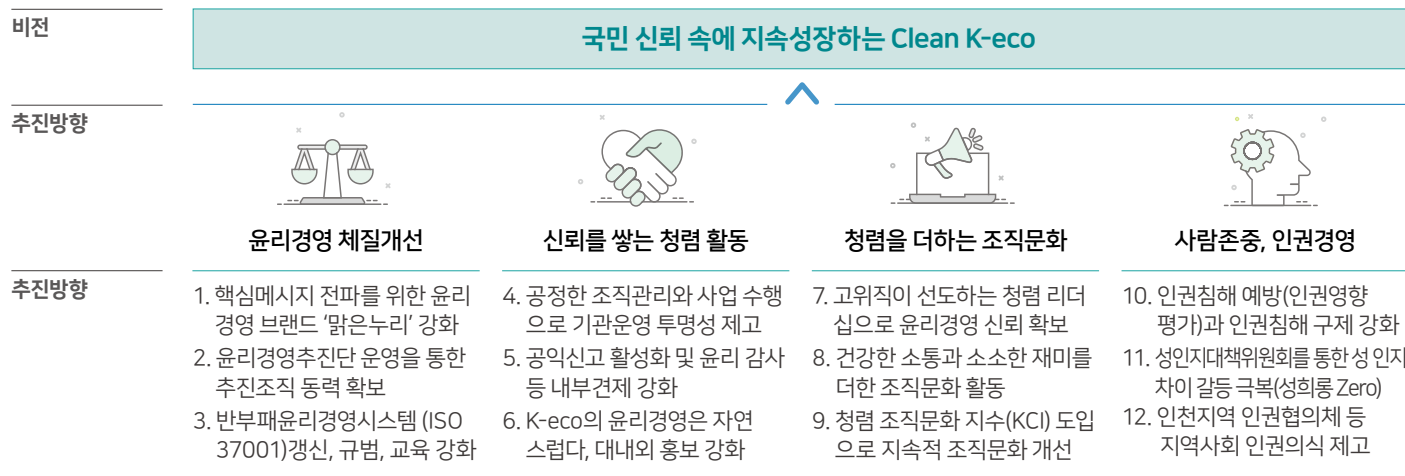 비전
국민 신뢰 속에 지속성장하는 Clean K-eco
추진방향
윤리경영 체질개선
신뢰를 쌓는 청렴 활동
청렴을 더하는 조직문화
사람존중, 인권경영
추진방향
1. 핵심메시지 전파를 위한 윤리
경영 브랜드 '맑은누리' 강화
2. 윤리경영추진단 운영을 통한
추진조직 동력 확보
3. 반부패윤리경영시스템 (ISO
37001)갱신, 규범, 교육 강화
4. 공정한 조직관리와 사업 수행
으로 기관운영 투명성 제고
5. 공익신고 활성화 및 윤리 감사
등 내부견제 강화
6. K-eco의 윤리경영은 자연
스럽다, 대내외 홍보 강화
7. 고위직이 선도하는 청렴 리더
십으로 윤리경영 신뢰 확보
8. 건강한 소통과 소소한 재미를
더한 조직문화 활동
9. 청렴 조직문화 지수(KCI) 도입
으로 지속적 조직문화 개선
10. 인권침해 예방(인권영향
평가)과 인권침해 구제 강화
11. 성인지대책위원회를 통한 성 인지
차이 갈등 극복(성희롱 Zero)
12. 인천지역 인권협의체 등
지역사회 인권의식 제고